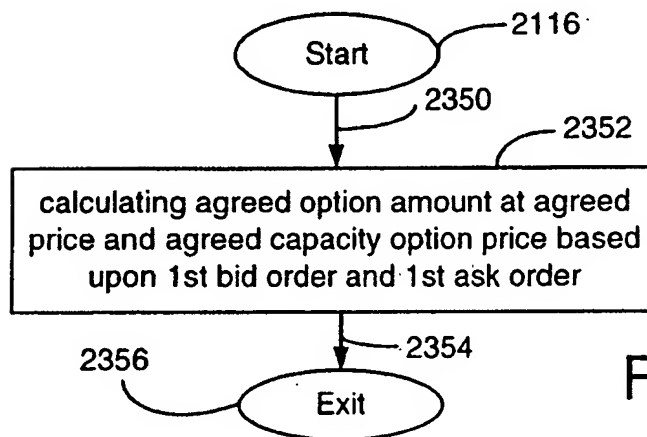 Start
2116
2350
2352
calculating agreed option amount at agreed
price and agreed capacity option price based
upon 1st bid order and 1st ask order
2354
2356
Exit
F